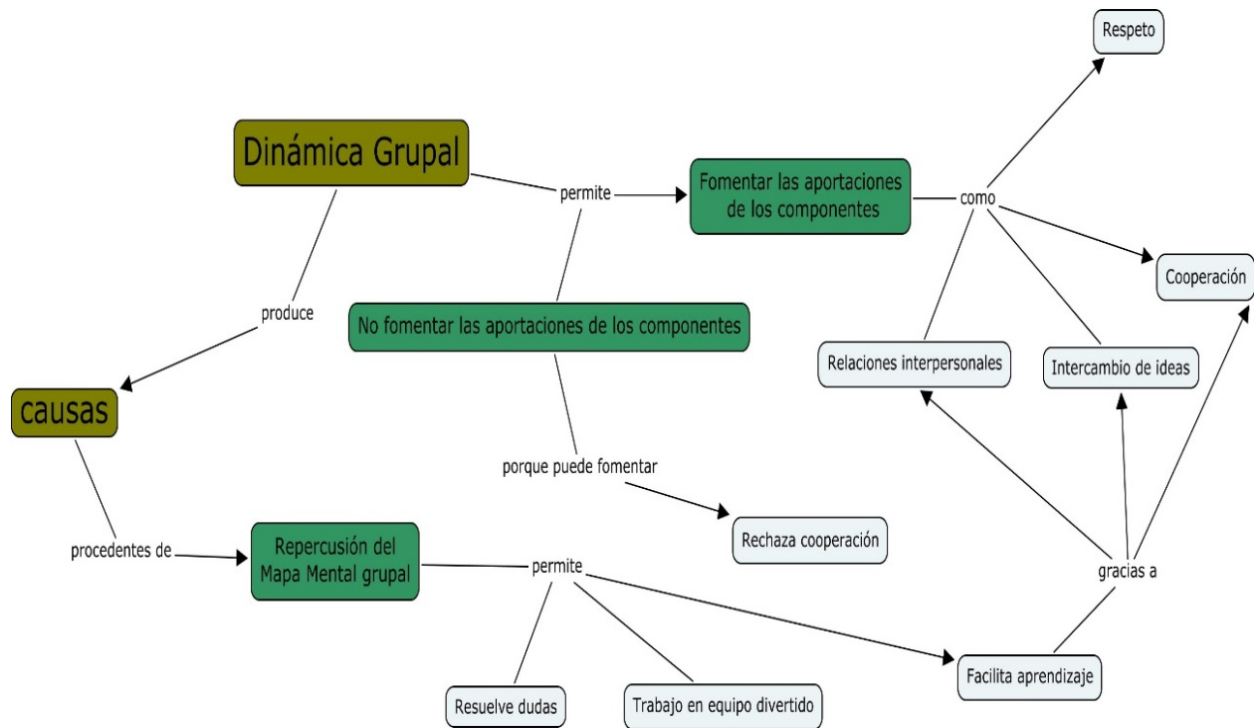 Respeto
Dinámica Grupal
permite
Fomentar las aportaciones
de los componentes
como
Cooperación
produce
No fomentar las aportaciones de los componentes
Relaciones interpersonales
Intercambio de ideas
causas
porque puede fomentar
procedentes de
Repercusión del
Mapa Mental grupal
permite
Rechaza cooperación
gracias a
Facilita aprendizaje
Resuelve dudas
Trabajo en equipo divertido